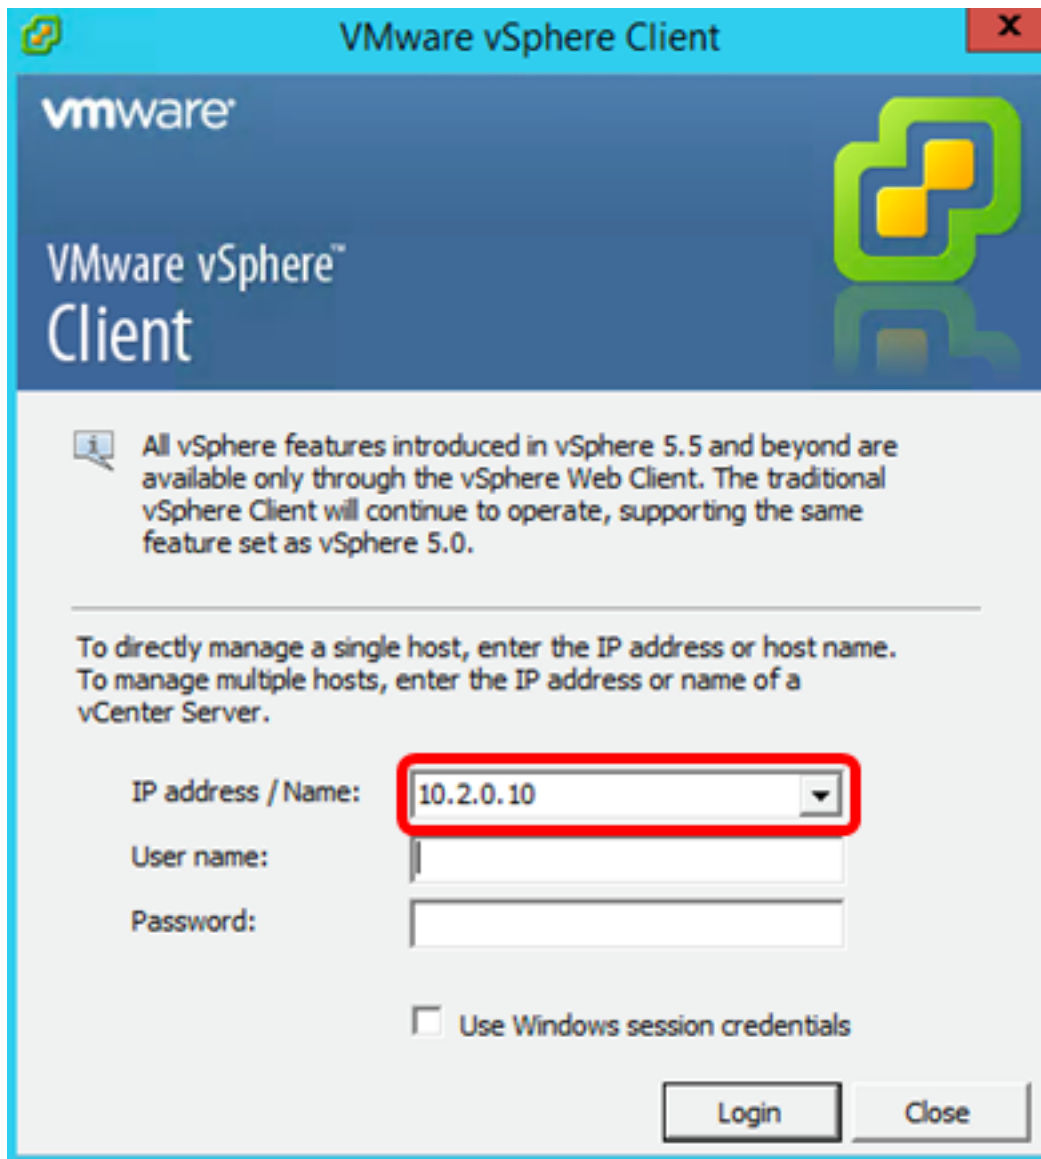 VMware vSphere Client
x
vmware
VMware vSphere™
Client
All vSphere features introduced in vSphere 5.5 and beyond are
available only through the vSphere Web Client. The traditional
vSphere Client will continue to operate, supporting the same
feature set as vSphere 5.0.
To directly manage a single host, enter the IP address or host name.
To manage multiple hosts, enter the IP address or name of a
vCenter Server.
IP address / Name: 10.2.0.10
User name:
Password:
Use Windows session credentials
Login Close